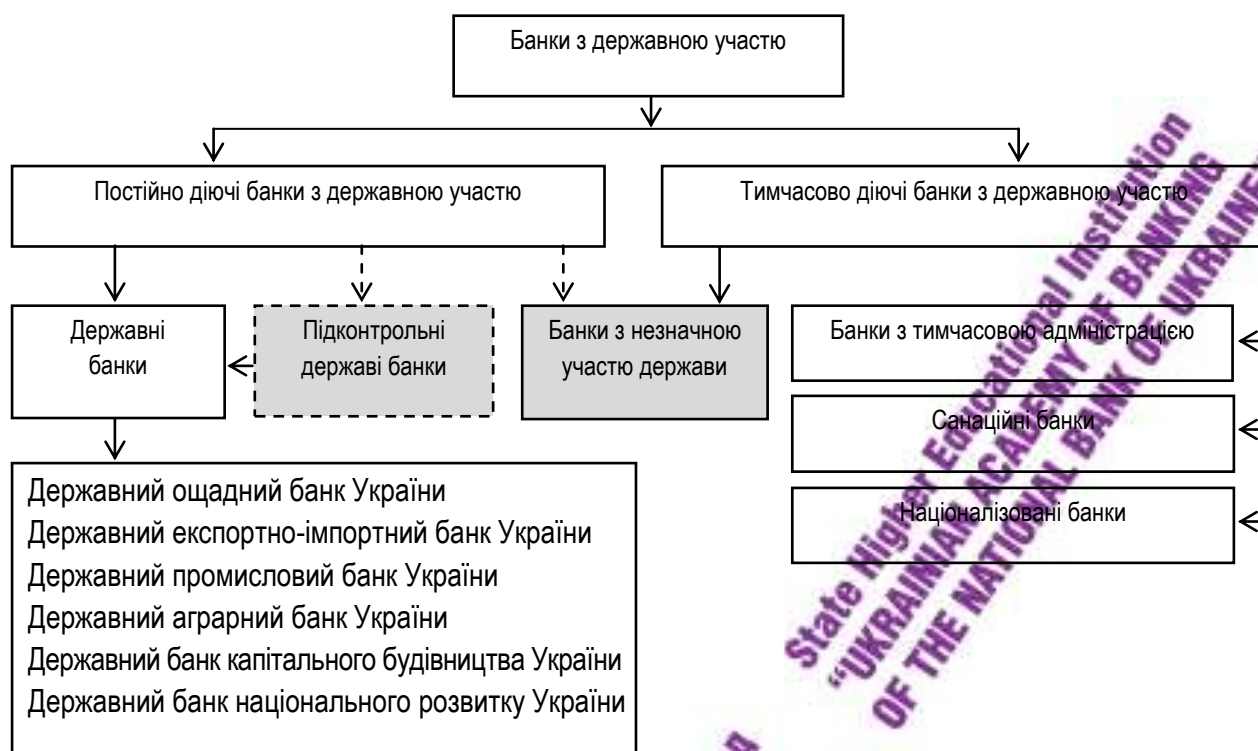 Банки з державною участю
Постійно діючі банки з державною участю
Тимчасово діючі банки з державною участю
Державні
банки
Підконтрольні
державі банки
Банки з незначною
участю держави
Банки з тимчасовою адміністрацією
Санаційні банки
Націоналізовані банки
Державний ощадний банк України
Державний експортно-імпортний банк України
Державний промисловий банк України
Державний аграрний банк України
Державний банк капітального будівництва України
Державний банк національного розвитку України
State Higher Educational Institution
“UKRAINIAN ACADEMY OF BANKING
OF THE NATIONAL BANK OF UKRAINE